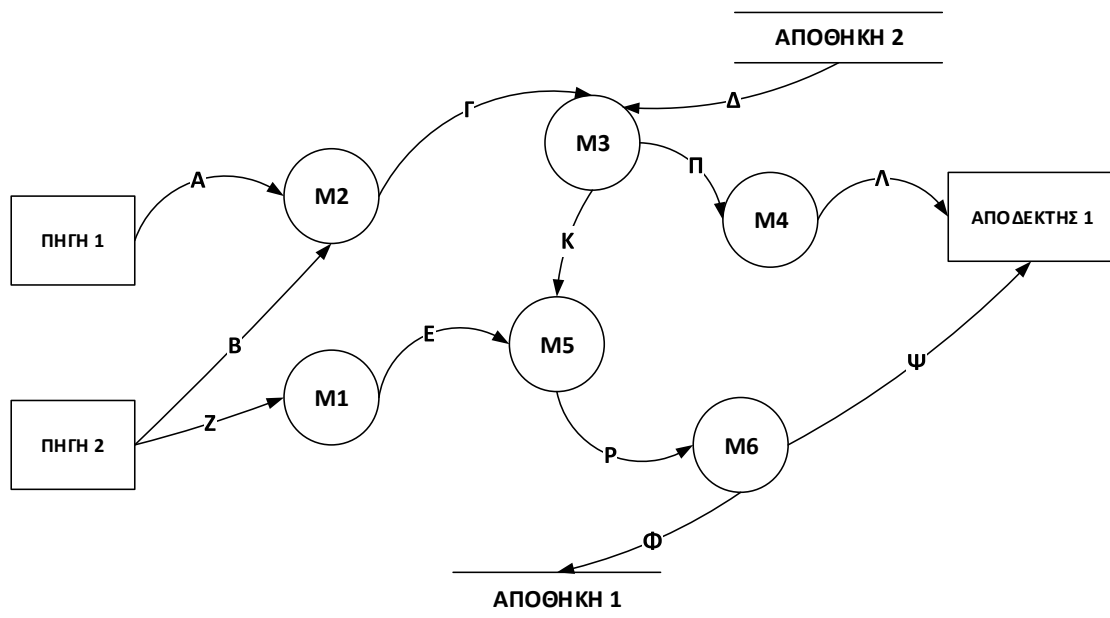 ΑΠΟΘΗΚΗ 2
Γ
Δ
Μ3
Α
Π
Λ
Μ2
Μ4
ΠΗΓΗ 1
ΑΠΟΔΕΚΤΗΣ 1
Κ
Ε
Β
Μ5
Ψ
Μ1
Ζ
ΠΗΓΗ 2
Μ6
Ρ
Φ
ΑΠΟΘΗΚΗ 1